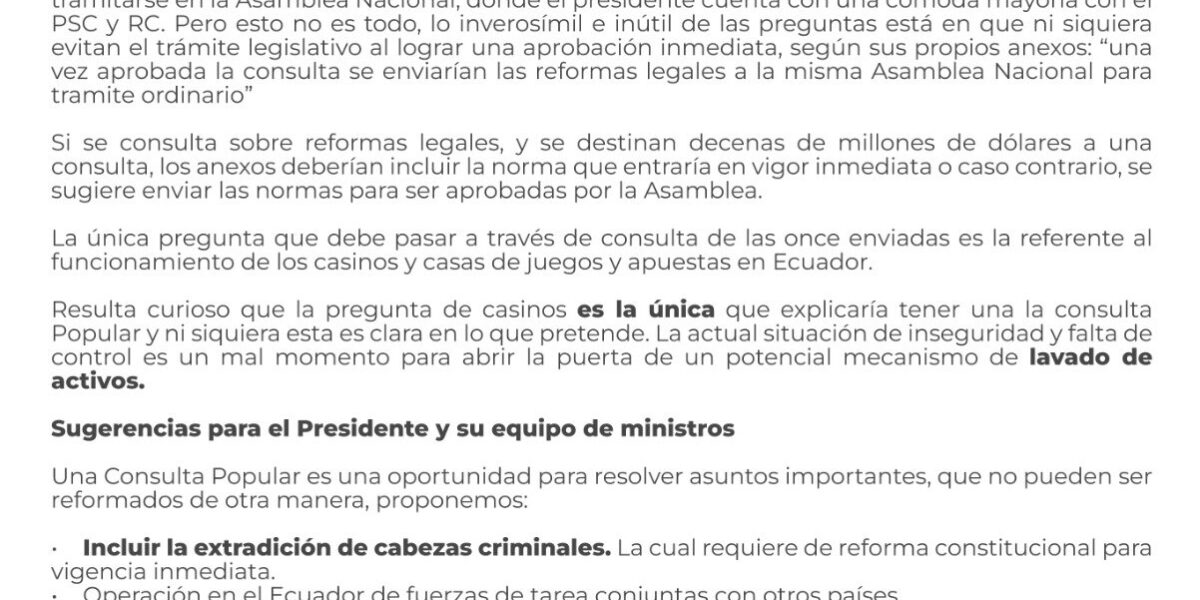 tramitarse en la Asamblea Nacional, donde el presidente cuenta con una cómoda mayoría con el
PSC y RC. Pero esto no es todo, lo inverosímil e inútil de las preguntas está en que ni siquiera
evitan el trámite legislativo al lograr una aprobación inmediata, según sus propios anexos: “una
vez aprobada la consulta se enviarían las reformas legales a la misma Asamblea Nacional para
tramite ordinario”
Si se consulta sobre reformas legales, y se destinan decenas de millones de dólares a una
consulta, los anexos deberían incluir la norma que entraría en vigor inmediata o caso contrario, se
sugiere enviar las normas para ser aprobadas por la Asamblea.
La única pregunta que debe pasar a través de consulta de las once enviadas es la referente al
funcionamiento de los casinos y casas de juegos y apuestas en Ecuador.
Resulta curioso que la pregunta de casinos es la única que explicaría tener una la consulta
Popular y ni siquiera esta es clara en lo que pretende. La actual situación de inseguridad y falta de
control es un mal momento para abrir la puerta de un potencial mecanismo de lavado de
activos.
Sugerencias para el Presidente y su equipo de ministros
Una Consulta Popular es una oportunidad para resolver asuntos importantes, que no pueden ser
reformados de otra manera, proponemos:
· Incluir la extradición de cabezas criminales. La cual requiere de reforma constitucional para
vigencia inmediata.
· Operación en el Ecuador de fuerzas de tarea conjuntas con otros países